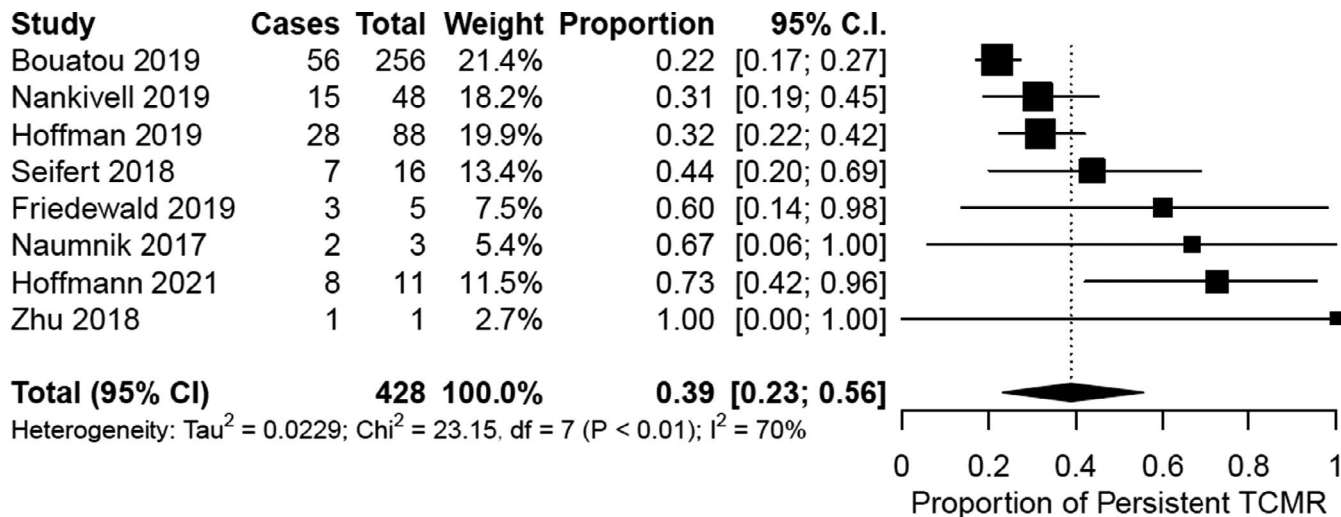 Study Cases Total Weight Proportion 95% C.I.
Bouatou 2019 56 256 21.4% 0.22 [0.17; 0.27]
Nankivell 2019 15 48 18.2% 0.31 [0.19; 0.45]
Hoffman 2019 28 88 19.9% 0.32 [0.22; 0.42]
Seifert 2018 7 16 13.4% 0.44 [0.20; 0.69]
Friedewald 2019 3 5 7.5% 0.60 [0.14; 0.98]
Naumnik 2017 2 3 5.4% 0.67 [0.06; 1.00]
Hoffmann 2021 8 11 11.5% 0.73 [0.42; 0.96]
Zhu 2018 1 1 2.7% 1.00 [0.00; 1.00]
Total (95% CI) 428 100.0% 0.39 [0.23; 0.56]
Heterogeneity: Tau² = 0.0229; Chi² = 23.15, df = 7 (P < 0.01); I² = 70%
0 0.2 0.4 0.6 0.8 1
Proportion of Persistent TCMR